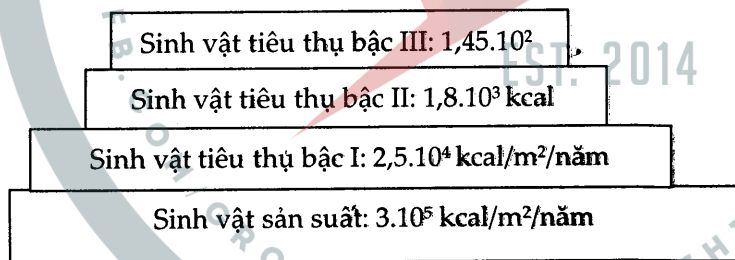 Sinh vật tiêu thụ bậc III: 1,45.10²
EST. 2014
Sinh vật tiêu thụ bậc II: 1,8.10³ kcal
Sinh vật tiêu thụ bậc I: 2,5.10⁴ kcal/m²/năm
Sinh vật sản suất: 3.10⁵ kcal/m²/năm